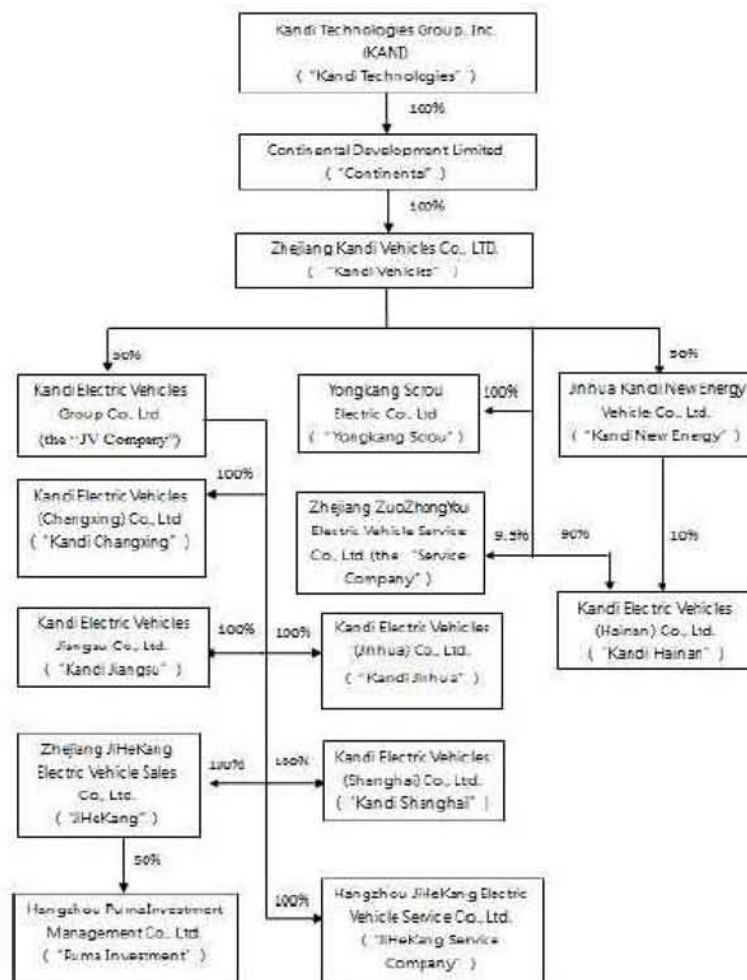 Kandi Technologies Group, Inc.
(KANI)
( "Kandi Technologies" )
100%
Continental Development Limited
( "Continental" )
100%
Zhejiang Kandi Vehicles Co., LTD.
( "Kandi Vehicles" )
50%
50%
Kandi Electric Vehicles
Group Co., Ltd.
(the "JV Company")
Yongkang Scrou
Electric Co., Ltd
( "Yongkang Scrou" )
100%
Jinhua Kandi New Energy
Vehicle Co., Ltd.
( "Kandi New Energy" )
100%
Kandi Electric Vehicles
(Changxing) Co., Ltd
( "Kandi Changxing" )
Zhejiang ZuoZhongYou
Electric Vehicle Service
Co., Ltd. (the "Service
Company" )
9.5%
90%
10%
Kandi Electric Vehicles
Jiangsu Co., Ltd.
( "Kandi Jiangsu" )
100%
100%
Kandi Electric Vehicles
(Jinhua) Co., Ltd.
( "Kandi Jinhua" )
Kandi Electric Vehicles
(Hainan) Co., Ltd.
( "Kandi Hainan" )
Zhejiang JiHeKang
Electric Vehicle Sales
Co., Ltd.
( "JiHeKang" )
100%
100%
Kandi Electric Vehicles
(Shanghai) Co., Ltd.
( "Kandi Shanghai" )
50%
Hangzhou Puma Investment
Management Co., Ltd.
( "Puma Investment" )
100%
Hangzhou JiHeKang Electric
Vehicle Service Co., Ltd.
( "JiHeKang Service
Company" )